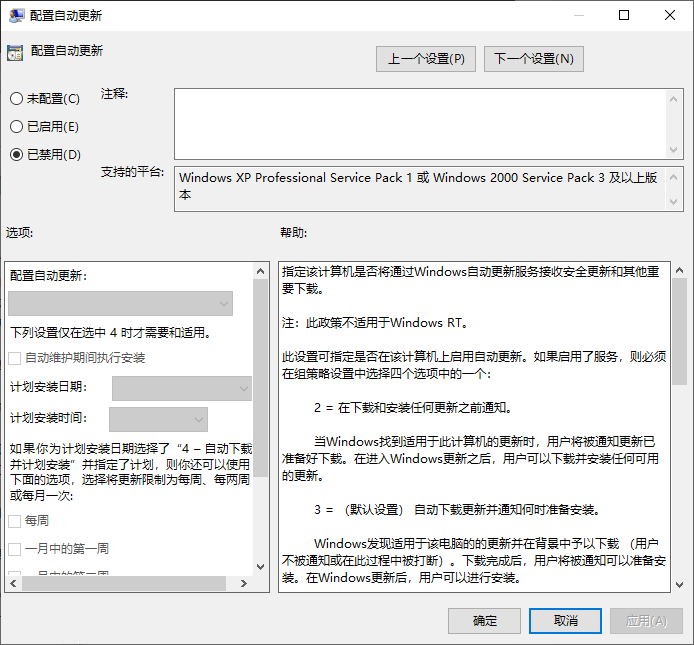 配置自动更新
配置自动更新
上一个设置(P)
下一个设置(N)
未配置(C)
已启用(E)
已禁用(D)
注释:
支持的平台:
Windows XP Professional Service Pack 1 或 Windows 2000 Service Pack 3 及以上版
本
选项:
帮助:
配置自动更新:
下列设置仅在选中 4 时才需要和适用。
自动维护期间执行安装
计划安装日期:
计划安装时间:
如果你为计划安装日期选择了“4 – 自动下载
并计划安装”并指定了计划，则你还可以使用
下面的选项，选择将更新限制为每周、每两周
或每月一次:
每周
一月中的第一周
一月中的第二周
指定该计算机是否将通过Windows自动更新服务接收安全更新和其他重
要下载。
注：此政策不适用于Windows RT。
此设置可指定是否在该计算机上启用自动更新。如果启用了服务，则必须
在组策略设置中选择四个选项中的一个：
2 = 在下载和安装任何更新之前通知。
当Windows找到适用于此计算机的更新时，用户将被通知更新已
准备好下载。在进入Windows更新之后，用户可以下载并安装任何可用
的更新。
3 = （默认设置） 自动下载更新并通知何时准备安装。
Windows发现适用于该电脑的的更新并在背景中予以下载 （用户
不被通知或在此过程中被打断）。下载完成后，用户将被通知可以准备安
装。在Windows更新后，用户可以进行安装。
确定
取消
应用(A)